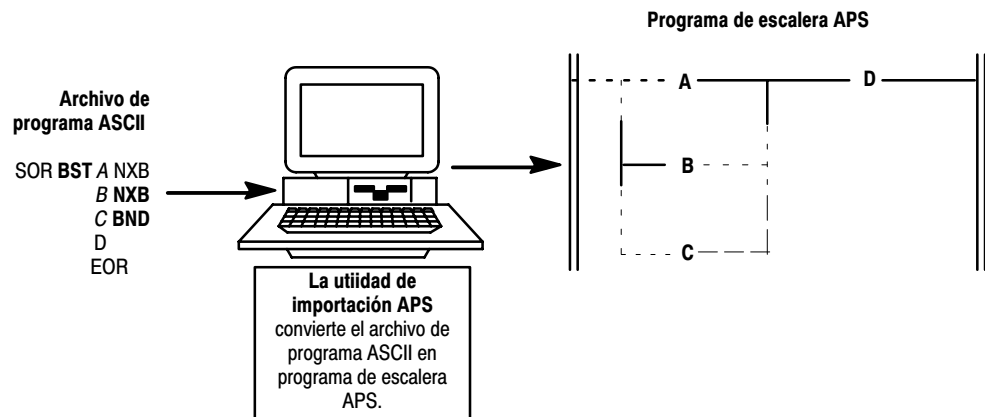 Programa de escalera APS
Archivo de
programa ASCII
SOR BST A NXB
B NXB
C BND
D
EOR
La utiidad de
importación APS
convierte el archivo de
programa ASCII en
programa de escalera
APS.
A
D
B
C